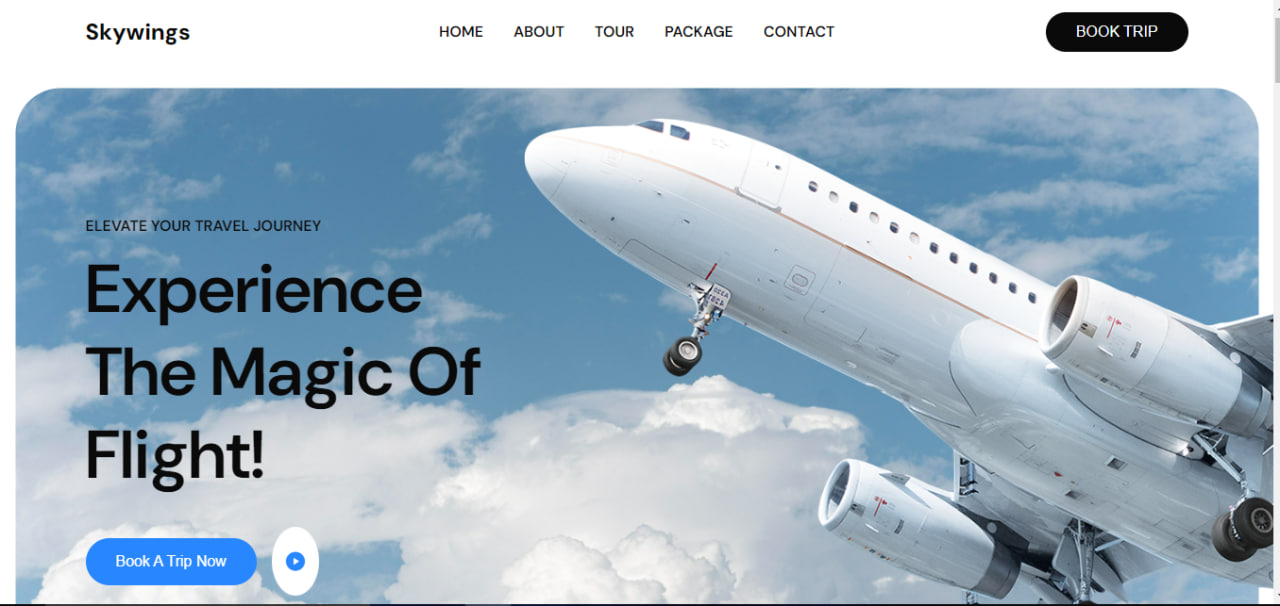 Skywings
HOME ABOUT TOUR PACKAGE CONTACT
BOOK TRIP
ELEVATE YOUR TRAVEL JOURNEY
Experience
The Magic Of
Flight!
Book A Trip Now